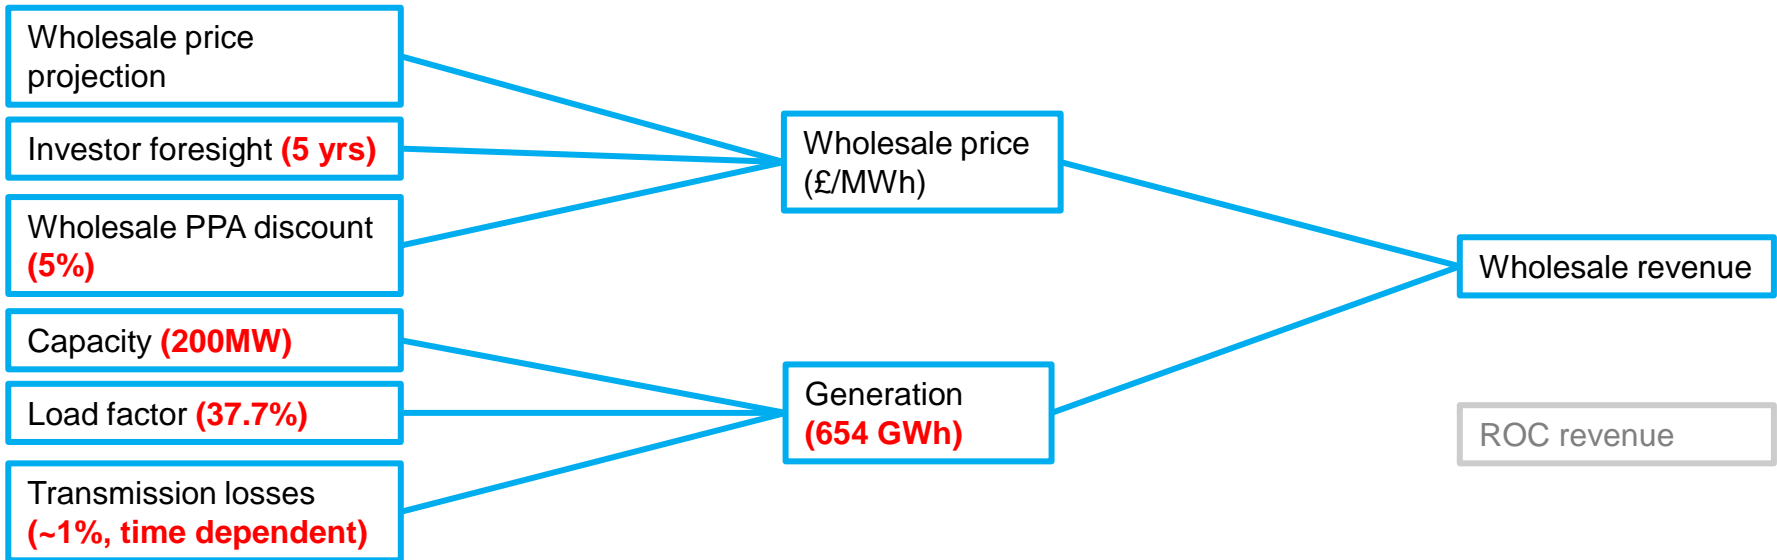 Wholesale price
projection
Investor foresight (5 yrs)
Wholesale PPA discount
(5%)
Capacity (200MW)
Load factor (37.7%)
Transmission losses
(~1%, time dependent)
Wholesale price
(£/MWh)
Generation
(654 GWh)
Wholesale revenue
ROC revenue